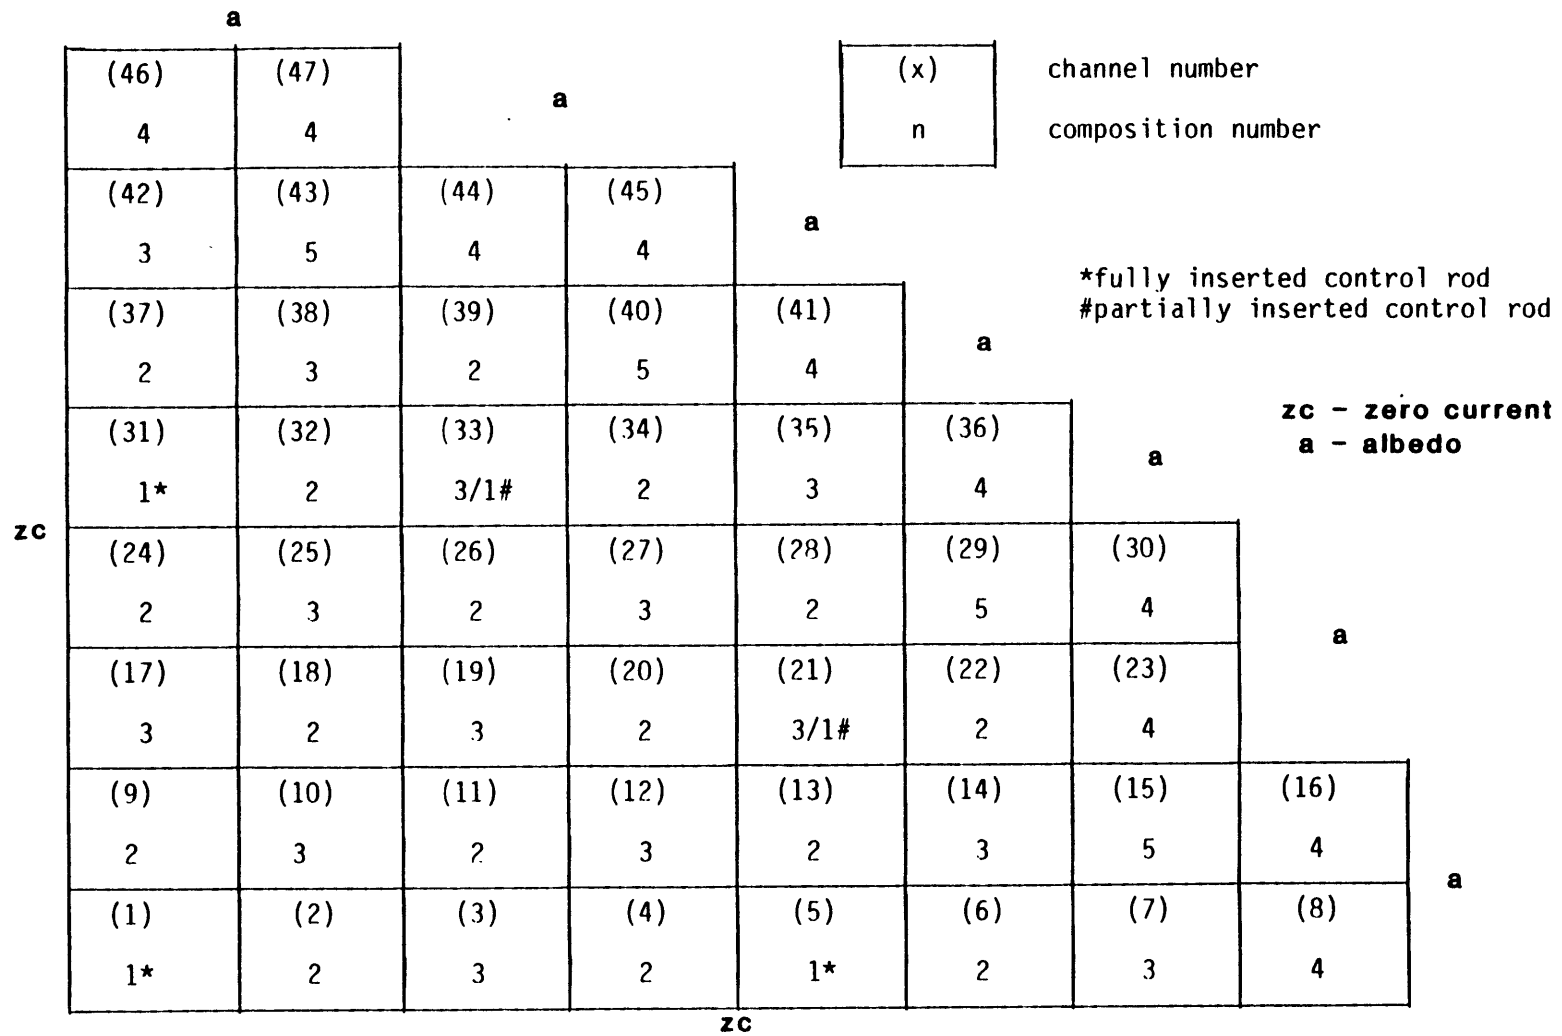 a
(46) (47) (x) channel number
a
4 4 n composition number
(42) (43) (44) (45)
a
3 5 4 4
*fully inserted control rod
(37) (38) (39) (40) (41) #partially inserted control rod
a
2 3 2 5 4
zc - zero current
(31) (32) (33) (34) (35) (36) a - albedo
a
1* 2 3/1# 2 3 4
zc
(24) (25) (26) (27) (28) (29) (30)
2 3 2 3 2 5 4
a
(17) (18) (19) (20) (21) (22) (23)
3 2 3 2 3/1# 2 4
(9) (10) (11) (12) (13) (14) (15) (16)
2 3 2 3 2 3 5 4
a
(1) (2) (3) (4) (5) (6) (7) (8)
1* 2 3 2 1* 2 3 4
zc